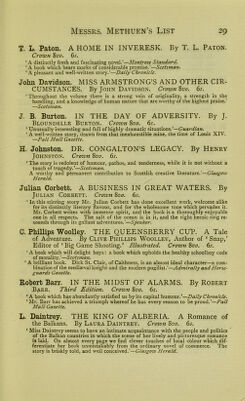 MESSRS. METHUEN'S LIST 29
T. L. Paton. A HOME IN INVERESK. By T. L. PATON.
Crown 8vo. 6s.
'A distinctly fresh and fascinating novel.'—Montrose Standard.
'A book which bears marks of considerable promise.'—Scotsman.
'A pleasant and well-written story.'—Daily Chronicle.
John Davidson. MISS ARMSTRONG'S AND OTHER CIR-
CUMSTANCES. By JOHN DAVIDSON. Crown 8vo. 6s.
'Throughout the volume there is a strong vein of originality, a strength in the
handling, and a knowledge of human nature that are worthy of the highest praise.'
—Scotsman.
J. B. Burton. IN THE DAY OF ADVERSITY. By J.
BLOUNDELLE BURTON. Crown 8vo. 6s.
'Unusually interesting and full of highly dramatic situations.'—Guardian.
'A well-written story, drawn from that inexhaustible mine, the time of Louis XIV.'
—Pall Mall Gazette.
H. Johnston. DR. CONGALTON'S LEGACY. By HENRY
JOHNSTON. Crown 8vo. 6s.
'The story is redolent of humour, pathos, and tenderness, while it is not without a
touch of tragedy.'—Scotsman.
'A worthy and permanent contribution to Scottish creative literature.'—Glasgow
Herald.
Julian Corbett. A BUSINESS IN GREAT WATERS. By
JULIAN CORBETT. Crown 8vo. 6s.
'In this stirring story Mr. Julian Corbett has done excellent work, welcome alike
for its distinctly literary flavour, and for the wholesome tone which pervades it.
Mr. Corbett writes with immense spirit, and the book is a thoroughly enjoyable
one in all respects. The salt of the ocean is in it, and the right heroic ring re-
sounds through its gallant adventures.'—Speaker.
C. Phillips Woolley. THE QUEENSBERRY CUP. A Tale
of Adventure. By CLIVE PHILLIPS WOOLLEY, Author of 'Snap,'
Editor of 'Big Game Shooting.' Illustrated. Crown 8vo. 6s.
'A book which will delight boys: a book which upholds the healthy schoolboy code
of morality.'—Scotsman.
'A brilliant book. Dick St. Clair, of Caldberon, is an almost ideal character—a com-
bination of the mediæval knight and the modern pugilist.'—Admiralty and Horse-
guards Gazette.
Robert Barr. IN THE MIDST OF ALARMS. By ROBERT
BARR. Third Edition. Crown 8vo. 6s.
'A book which has abundantly satisfied us by its capital humour.'—Daily Chronicle.
'Mr. Barr has achieved a triumph whereof he has every reason to be proud.'—Pall
Mall Gazette.
L. Daintrey. THE KING OF ALBERIA. A Romance of
the Balkans. By LAURA DAINTREY. Crown 8vo. 6s.
'Miss Daintrey seems to have an intimate acquaintance with the people and politics
of the Balkan countries in which the scene of her lively and picturesque romance
is laid. On almost every page we find clever touches of local colour which dif-
ferentiate her book unmistakably from the ordinary novel of commerce. The
story is briskly told, and well conceived.'—Glasgow Herald.